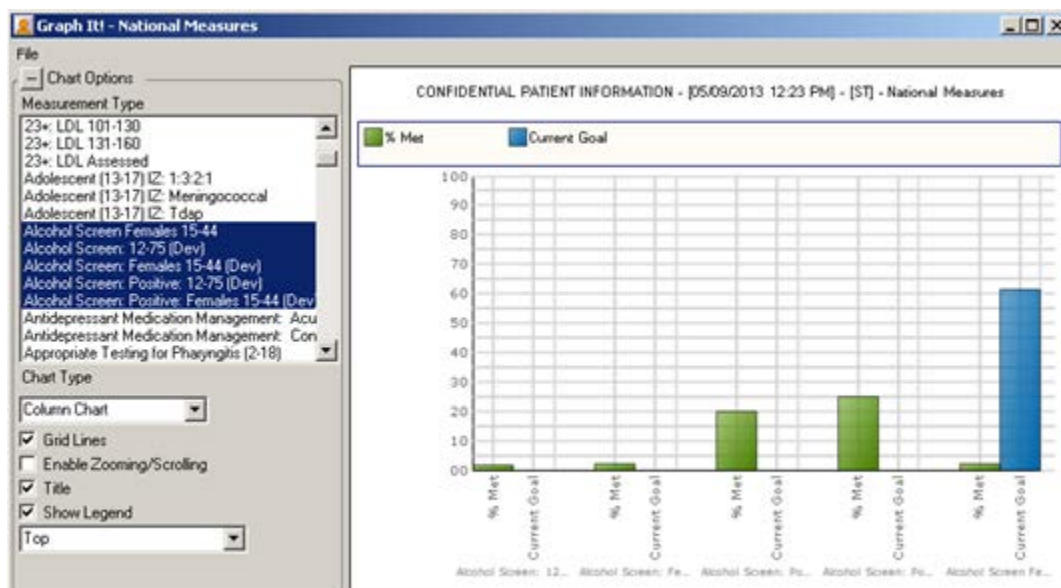 Graph It! - National Measures
File
Chart Options
Measurement Type
23+: LDL 101-130
23+: LDL 131-160
23+: LDL Assessed
Adolescent (13-17) IZ: 1:3:2:1
Adolescent (13-17) IZ: Meningococcal
Adolescent (13-17) IZ: Tdap
Alcohol Screen Females 15-44
Alcohol Screen: 12-75 (Dev)
Alcohol Screen: Females 15-44 (Dev)
Alcohol Screen: Positive: 12-75 (Dev)
Alcohol Screen: Positive: Females 15-44 (Dev
Antidepressant Medication Management: Acu
Antidepressant Medication Management: Con
Appropriate Testing for Pharyngitis (2-18)
Chart Type
Column Chart
Grid Lines
Enable Zooming/Scrolling
Title
Show Legend
Top
CONFIDENTIAL PATIENT INFORMATION - [05/09/2013 12:23 PM] - [ST] - National Measures
% Met
Current Goal
100
90
80
70
60
50
40
30
20
10
00
% Met
Current Goal
% Met
Current Goal
% Met
Current Goal
% Met
Current Goal
% Met
Current Goal
Alcohol Screen: 12...
Alcohol Screen: Fe...
Alcohol Screen: Po...
Alcohol Screen: Po...
Alcohol Screen Fe...